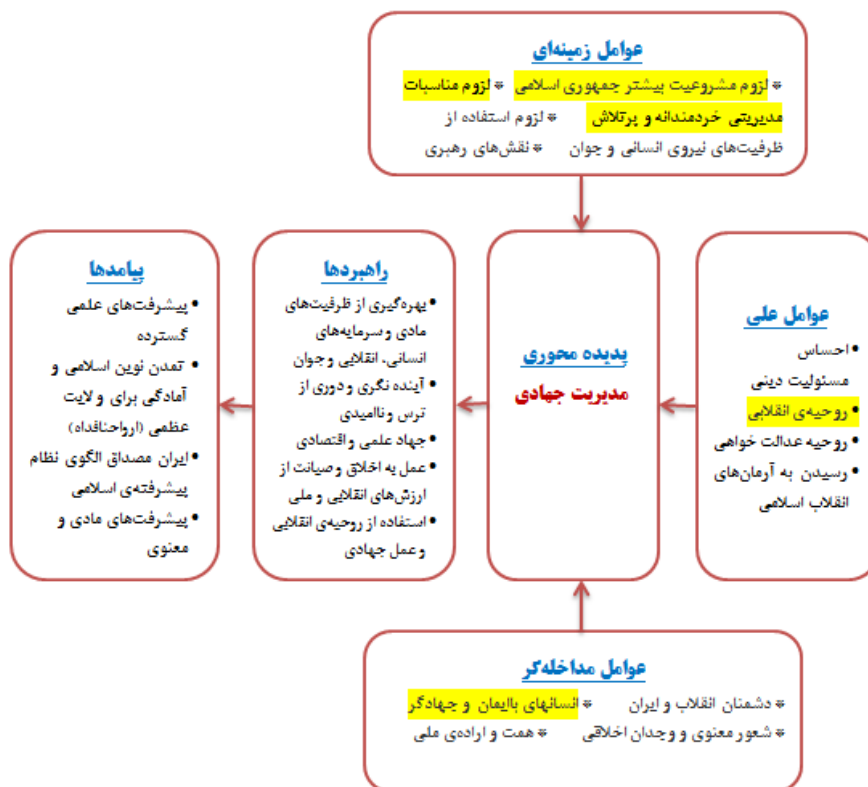 عوامل زمینه‌ای
* لزوم مشروعیت بیشتر جمهوری اسلامی * لزوم مناسبات
مدیریتی خردمندانه و پرتلاش * لزوم استفاده از
ظرفیت‌های نیروی انسانی و جوان * نقش‌های رهبری
عوامل علی
• احساس
مسئولیت دینی
• روحیه‌ی انقلابی
• روحیه عدالت خواهی
• رسیدن به آرمان‌های
انقلاب اسلامی
پدیده محوری
مدیریت جهادی
راهبردها
• بهره‌گیری از ظرفیت‌های
مادی و سرمایه‌های
انسانی، انقلابی و جوان
• آینده نگری و دوری از
ترس و ناامیدی
• جهاد علمی و اقتصادی
• عمل به اخلاق و صیانت از
ارزش‌های انقلابی و ملی
• استفاده از روحیه‌ی انقلابی
و عمل جهادی
پیامدها
• پیشرفت‌های علمی
گسترده
• تمدن نوین اسلامی و
آمادگی برای ولایت
عظمی (ارواحنافداه)
• ایران مصداق الگوی نظام
پیشرفته‌ی اسلامی
• پیشرفت‌های مادی و
معنوی
عوامل مداخله‌گر
* دشمنان انقلاب و ایران * انسانهای باایمان و جهادگر
* شعور معنوی و وجدان اخلاقی * همت و اراده‌ی ملی